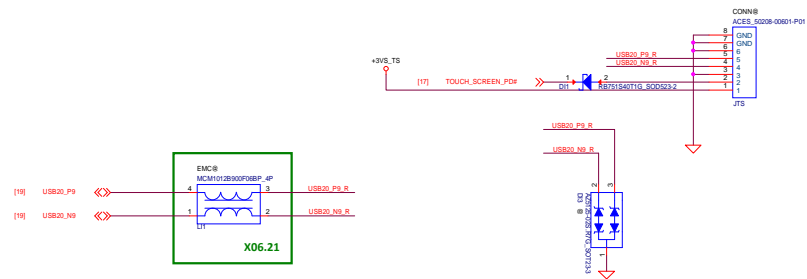 CONN@
ACES_50208-00601-P01
8 GND
7 GND
6 6
USB20_P9_R 5 5
USB20_N9_R 4 4
3 3
+3VS_TS
[17] TOUCH_SCREEN_PD# 1 2 2 2
DI1 RB751S40T1G_SOD523-2 1 1
JTS
USB20_P9_R
USB20_N9_R
EMC@
MCM1012B900F06BP_4P
[19] USB20_P9 4 3 USB20_P9_R
[19] USB20_N9 1 2 USB20_N9_R
LI1
X06.21
2 3
DI3 @
1